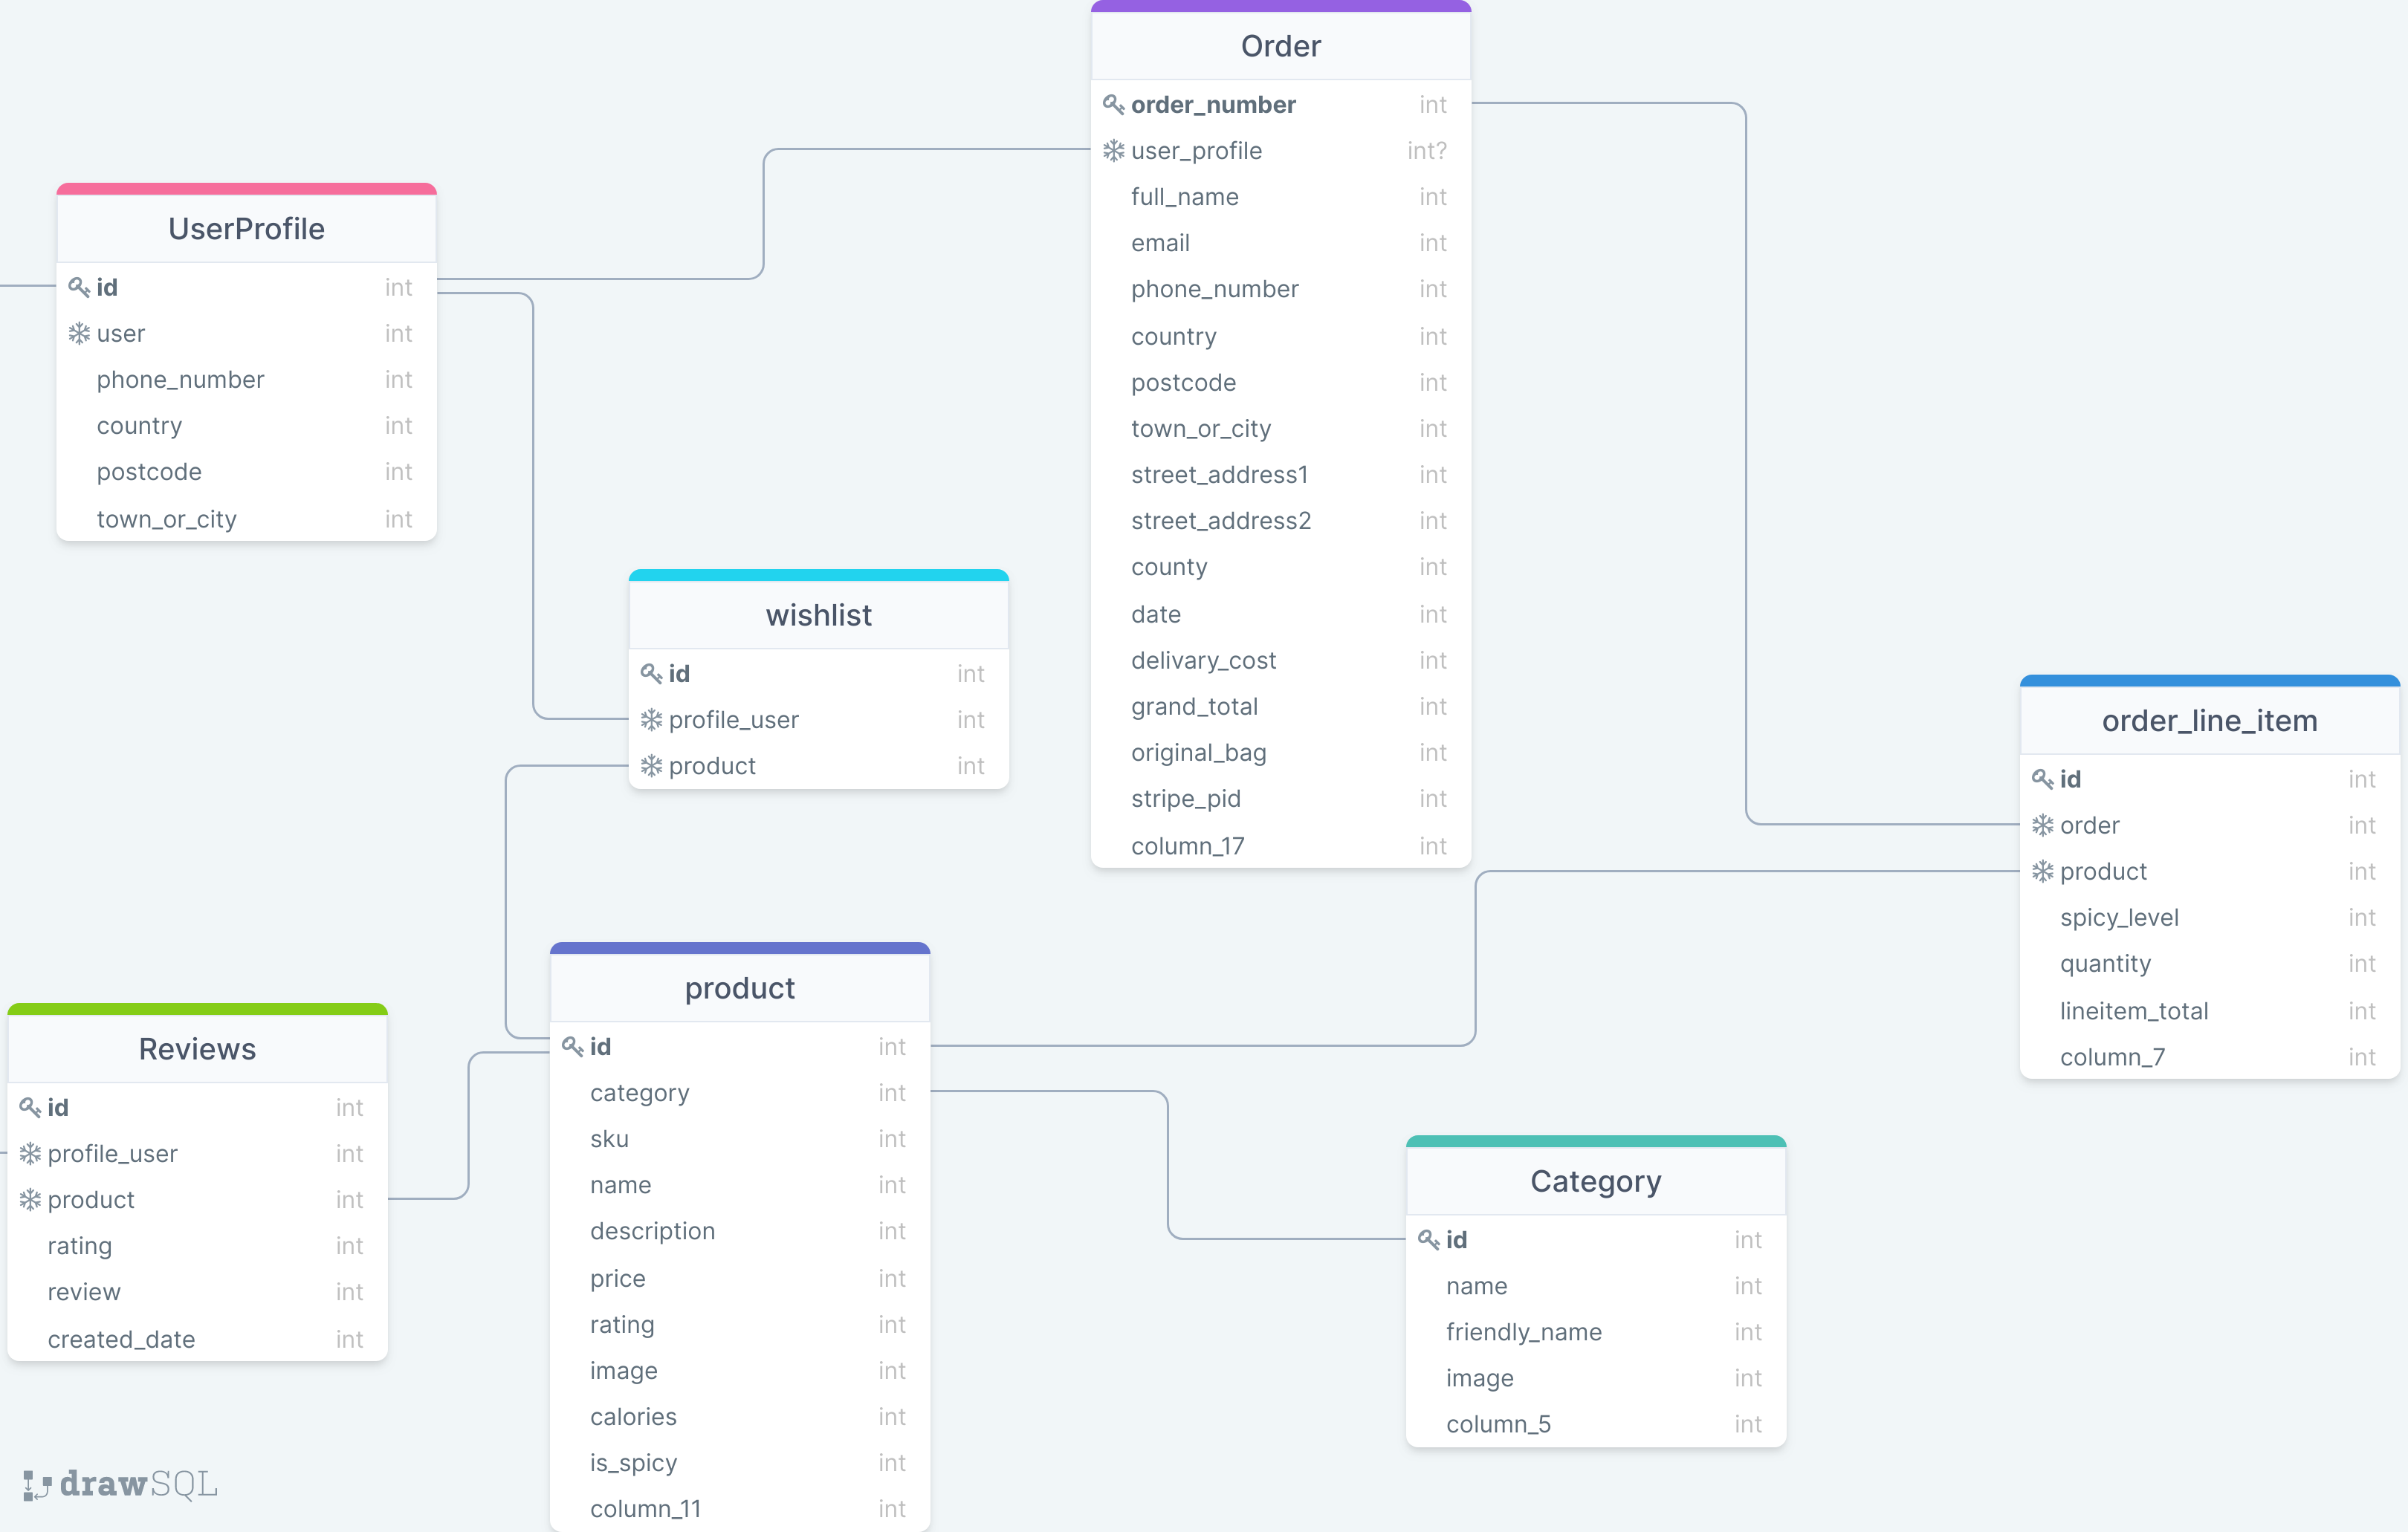 Order
order_number int
user_profile int?
full_name int
email int
phone_number int
country int
postcode int
town_or_city int
street_address1 int
street_address2 int
county int
date int
delivary_cost int
grand_total int
original_bag int
stripe_pid int
column_17 int
UserProfile
id int
user int
phone_number int
country int
postcode int
town_or_city int
wishlist
id int
profile_user int
product int
order_line_item
id int
order int
product int
spicy_level int
quantity int
lineitem_total int
column_7 int
product
id int
category int
sku int
name int
description int
price int
rating int
image int
calories int
is_spicy int
column_11 int
Reviews
id int
profile_user int
product int
rating int
review int
created_date int
Category
id int
name int
friendly_name int
image int
column_5 int
drawSQL